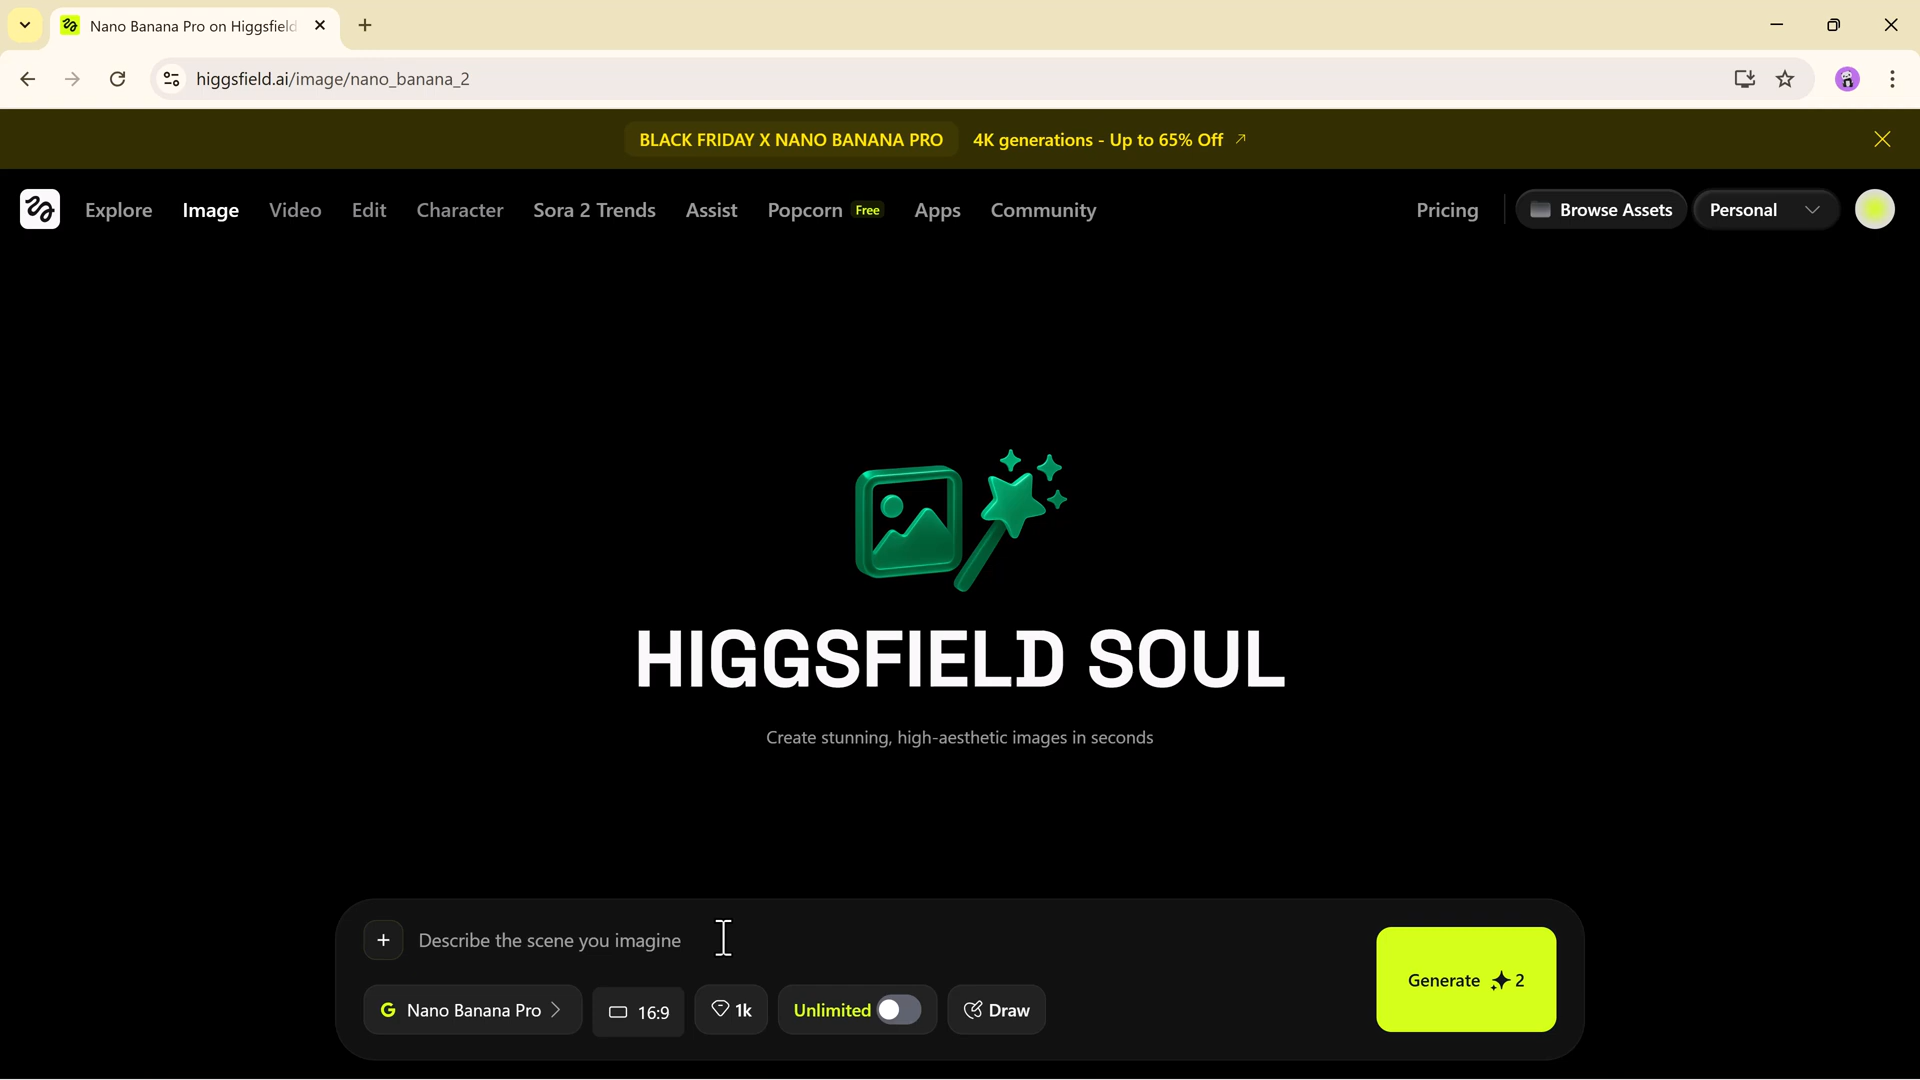 Nano Banana Pro on Higgsfield
higgsfield.ai/image/nano_banana_2
BLACK FRIDAY X NANO BANANA PRO 4K generations - Up to 65% Off
Explore Image Video Edit Character Sora 2 Trends Assist Popcorn Free Apps Community Pricing Browse Assets Personal
HIGGSFIELD SOUL
Create stunning, high-aesthetic images in seconds
Describe the scene you imagine
Generate 2
G Nano Banana Pro 16:9 1k Unlimited Draw